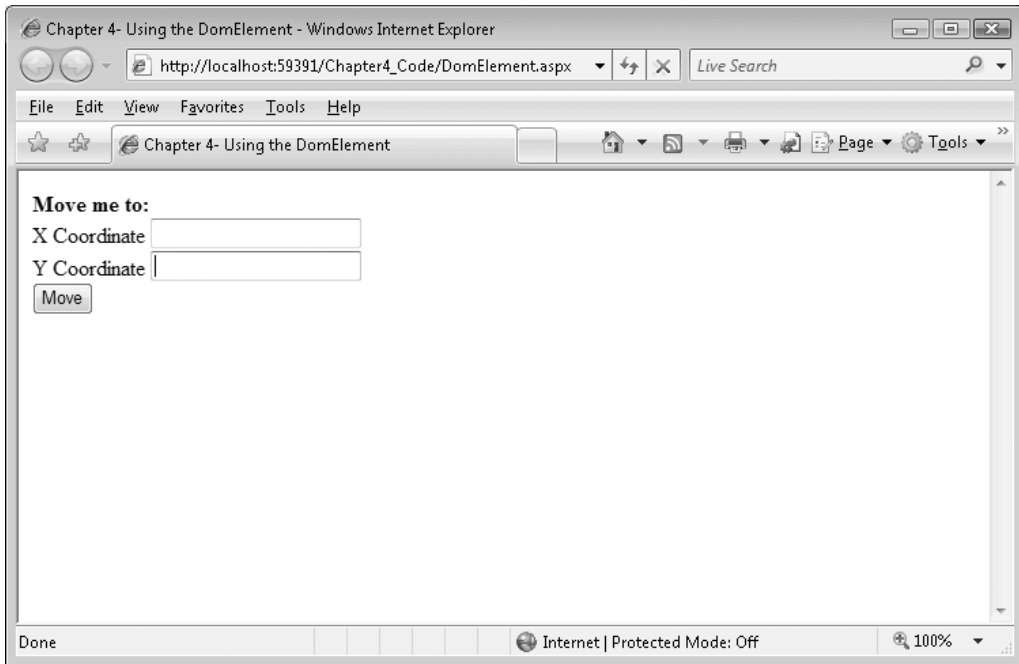 Chapter 4- Using the DomElement - Windows Internet Explorer
http://localhost:59391/Chapter4_Code/DomElement.aspx
Live Search
File Edit View Favorites Tools Help
Chapter 4- Using the DomElement
Page Tools
Move me to:
X Coordinate
Y Coordinate
Move
Done
Internet | Protected Mode: Off
100%